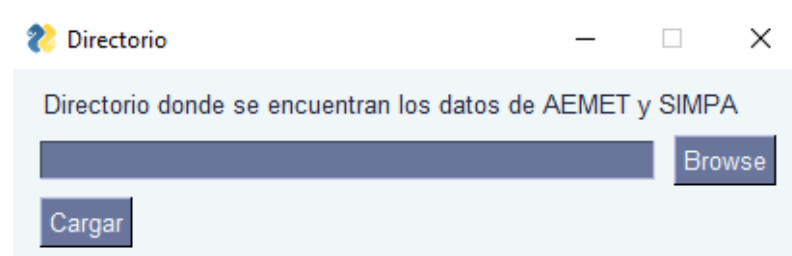 Directorio
Directorio donde se encuentran los datos de AEMET y SIMPA
Browse
Cargar